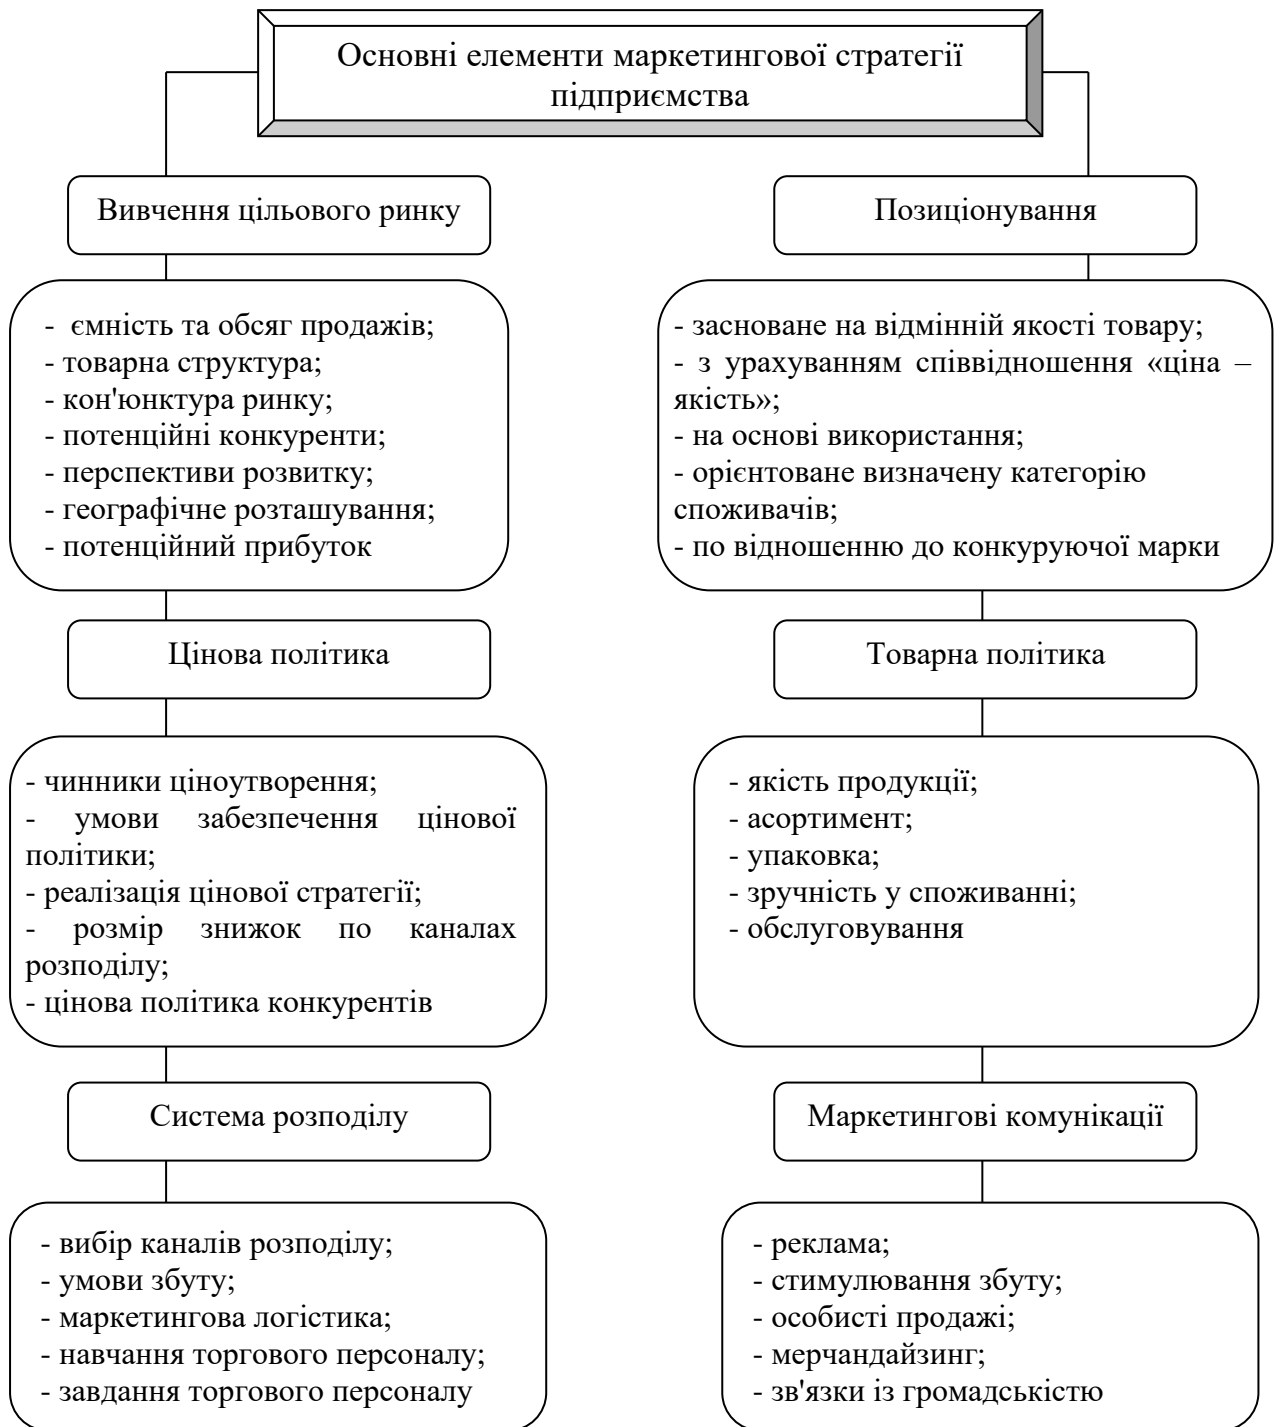 Основні елементи маркетингової стратегії
підприємства
Вивчення цільового ринку
- ємність та обсяг продажів;
- товарна структура;
- кон'юнктура ринку;
- потенційні конкуренти;
- перспективи розвитку;
- географічне розташування;
- потенційний прибуток
Позиціонування
- засноване на відмінній якості товару;
- з урахуванням співвідношення «ціна –
якість»;
- на основі використання;
- орієнтоване визначену категорію
споживачів;
- по відношенню до конкуруючої марки
Цінова політика
- чинники ціноутворення;
- умови забезпечення цінової
політики;
- реалізація цінової стратегії;
- розмір знижок по каналах
розподілу;
- цінова політика конкурентів
Товарна політика
- якість продукції;
- асортимент;
- упаковка;
- зручність у споживанні;
- обслуговування
Система розподілу
- вибір каналів розподілу;
- умови збуту;
- маркетингова логістика;
- навчання торгового персоналу;
- завдання торгового персоналу
Маркетингові комунікації
- реклама;
- стимулювання збуту;
- особисті продажі;
- мерчандайзинг;
- зв'язки із громадськістю